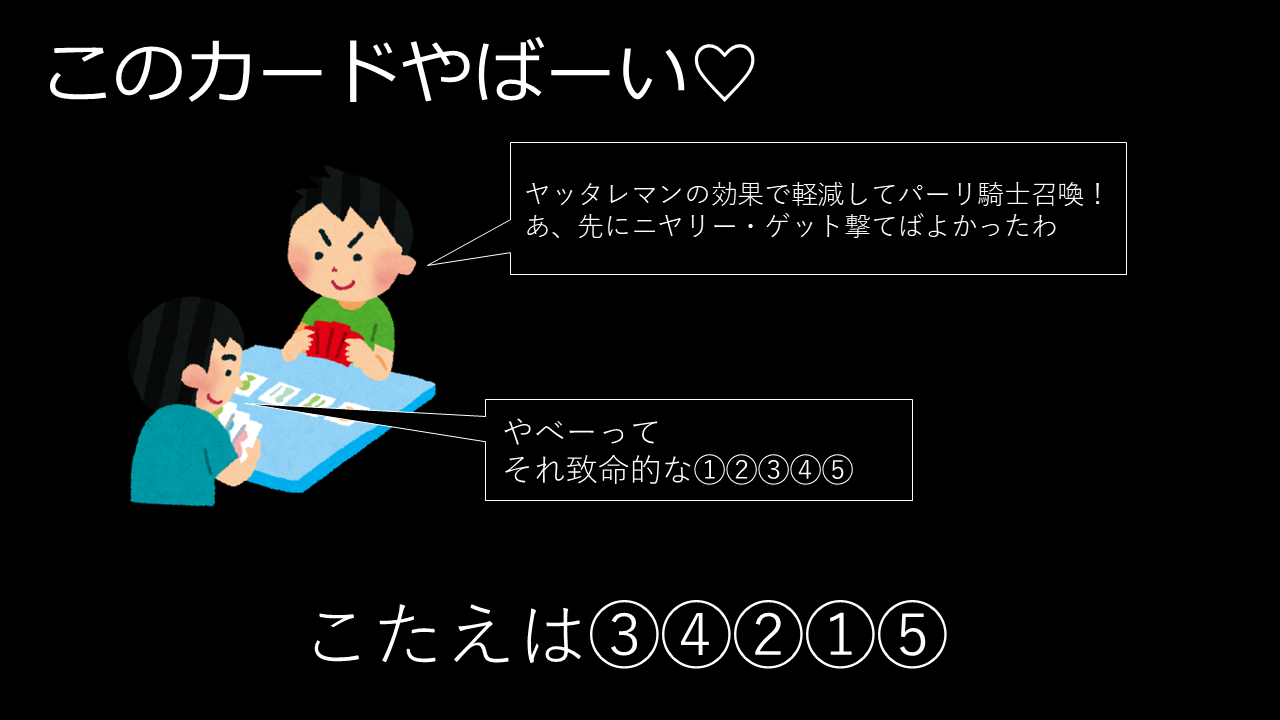 このカードやばーい♡
ヤッタレマンの効果で軽減してパーリ騎士召喚！
あ、先にニヤリー・ゲット撃てばよかったわ
やべーって
それ致命的な①②③④⑤
こたえは③④②①⑤